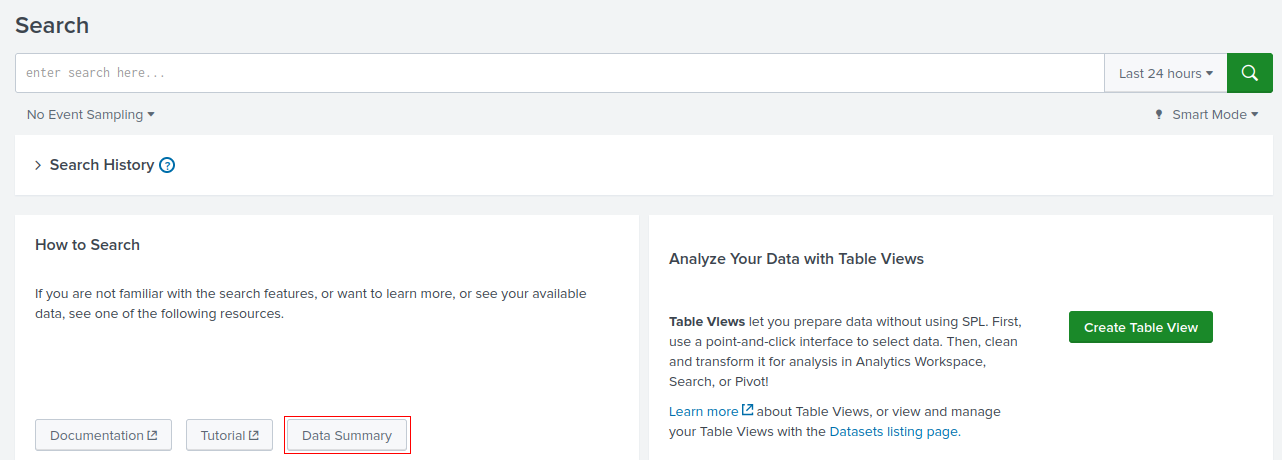 Search
enter search here...
Last 24 hours
No Event Sampling
Smart Mode
Search History ?
How to Search
If you are not familiar with the search features, or want to learn more, or see your available
data, see one of the following resources.
Documentation
Tutorial
Data Summary
Analyze Your Data with Table Views
Table Views let you prepare data without using SPL. First,
use a point-and-click interface to select data. Then, clean
and transform it for analysis in Analytics Workspace,
Search, or Pivot!
Learn more about Table Views, or view and manage
your Table Views with the Datasets listing page.
Create Table View